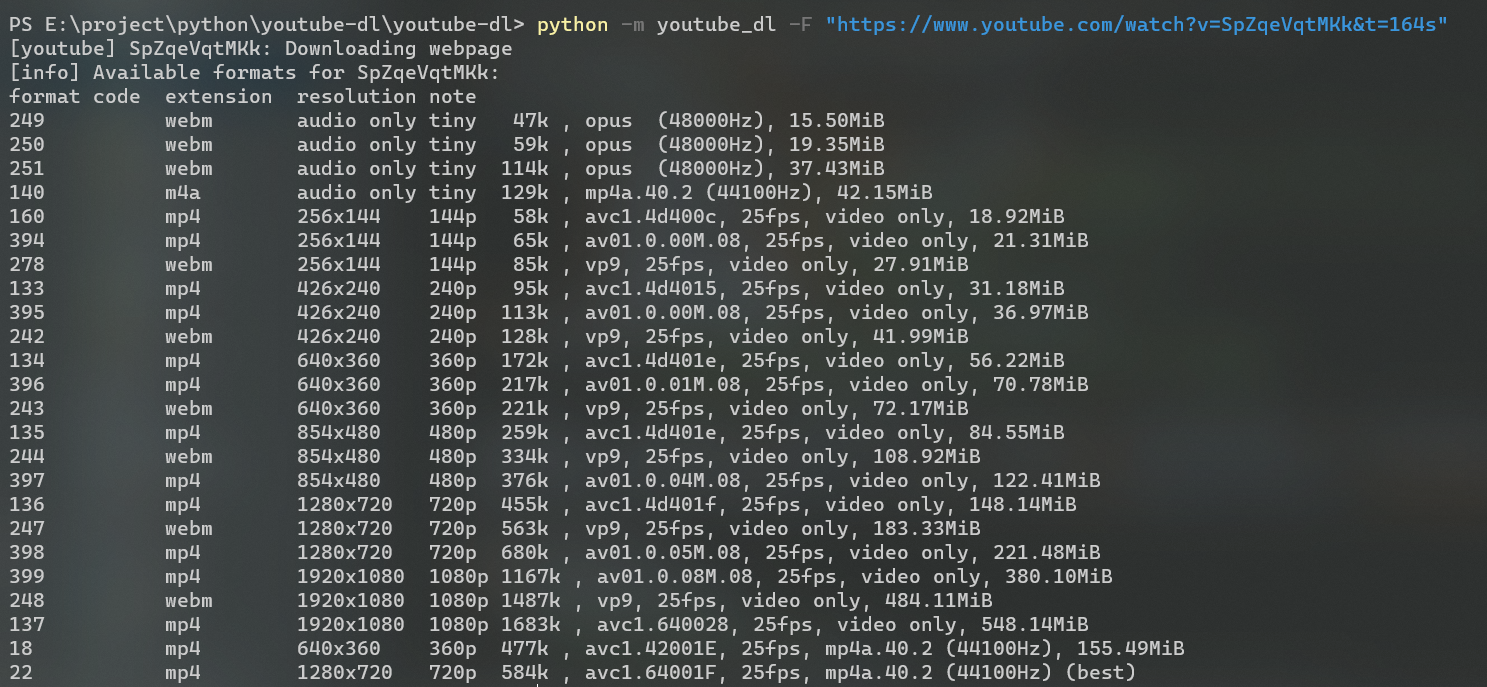 PS E:\project\python\youtube-dl\youtube-dl> python -m youtube_dl -F "https://www.youtube.com/watch?v=SpZqeVqtMKk&t=164s"
[youtube] SpZqeVqtMKk: Downloading webpage
[info] Available formats for SpZqeVqtMKk:
format code  extension  resolution note
249          webm       audio only tiny   47k , opus  (48000Hz), 15.50MiB
250          webm       audio only tiny   59k , opus  (48000Hz), 19.35MiB
251          webm       audio only tiny  114k , opus  (48000Hz), 37.43MiB
140          m4a        audio only tiny  129k , mp4a.40.2 (44100Hz), 42.15MiB
160          mp4        256x144    144p   58k , avc1.4d400c, 25fps, video only, 18.92MiB
394          mp4        256x144    144p   65k , av01.0.00M.08, 25fps, video only, 21.31MiB
278          webm       256x144    144p   85k , vp9, 25fps, video only, 27.91MiB
133          mp4        426x240    240p   95k , avc1.4d4015, 25fps, video only, 31.18MiB
395          mp4        426x240    240p  113k , av01.0.00M.08, 25fps, video only, 36.97MiB
242          webm       426x240    240p  128k , vp9, 25fps, video only, 41.99MiB
134          mp4        640x360    360p  172k , avc1.4d401e, 25fps, video only, 56.22MiB
396          mp4        640x360    360p  217k , av01.0.01M.08, 25fps, video only, 70.78MiB
243          webm       640x360    360p  221k , vp9, 25fps, video only, 72.17MiB
135          mp4        854x480    480p  259k , avc1.4d401e, 25fps, video only, 84.55MiB
244          webm       854x480    480p  334k , vp9, 25fps, video only, 108.92MiB
397          mp4        854x480    480p  376k , av01.0.04M.08, 25fps, video only, 122.41MiB
136          mp4        1280x720   720p  455k , avc1.4d401f, 25fps, video only, 148.14MiB
247          webm       1280x720   720p  563k , vp9, 25fps, video only, 183.33MiB
398          mp4        1280x720   720p  680k , av01.0.05M.08, 25fps, video only, 221.48MiB
399          mp4        1920x1080  1080p 1167k , av01.0.08M.08, 25fps, video only, 380.10MiB
248          webm       1920x1080  1080p 1487k , vp9, 25fps, video only, 484.11MiB
137          mp4        1920x1080  1080p 1683k , avc1.640028, 25fps, video only, 548.14MiB
18           mp4        640x360    360p  477k , avc1.42001E, 25fps, mp4a.40.2 (44100Hz), 155.49MiB
22           mp4        1280x720   720p  584k , avc1.64001F, 25fps, mp4a.40.2 (44100Hz) (best)